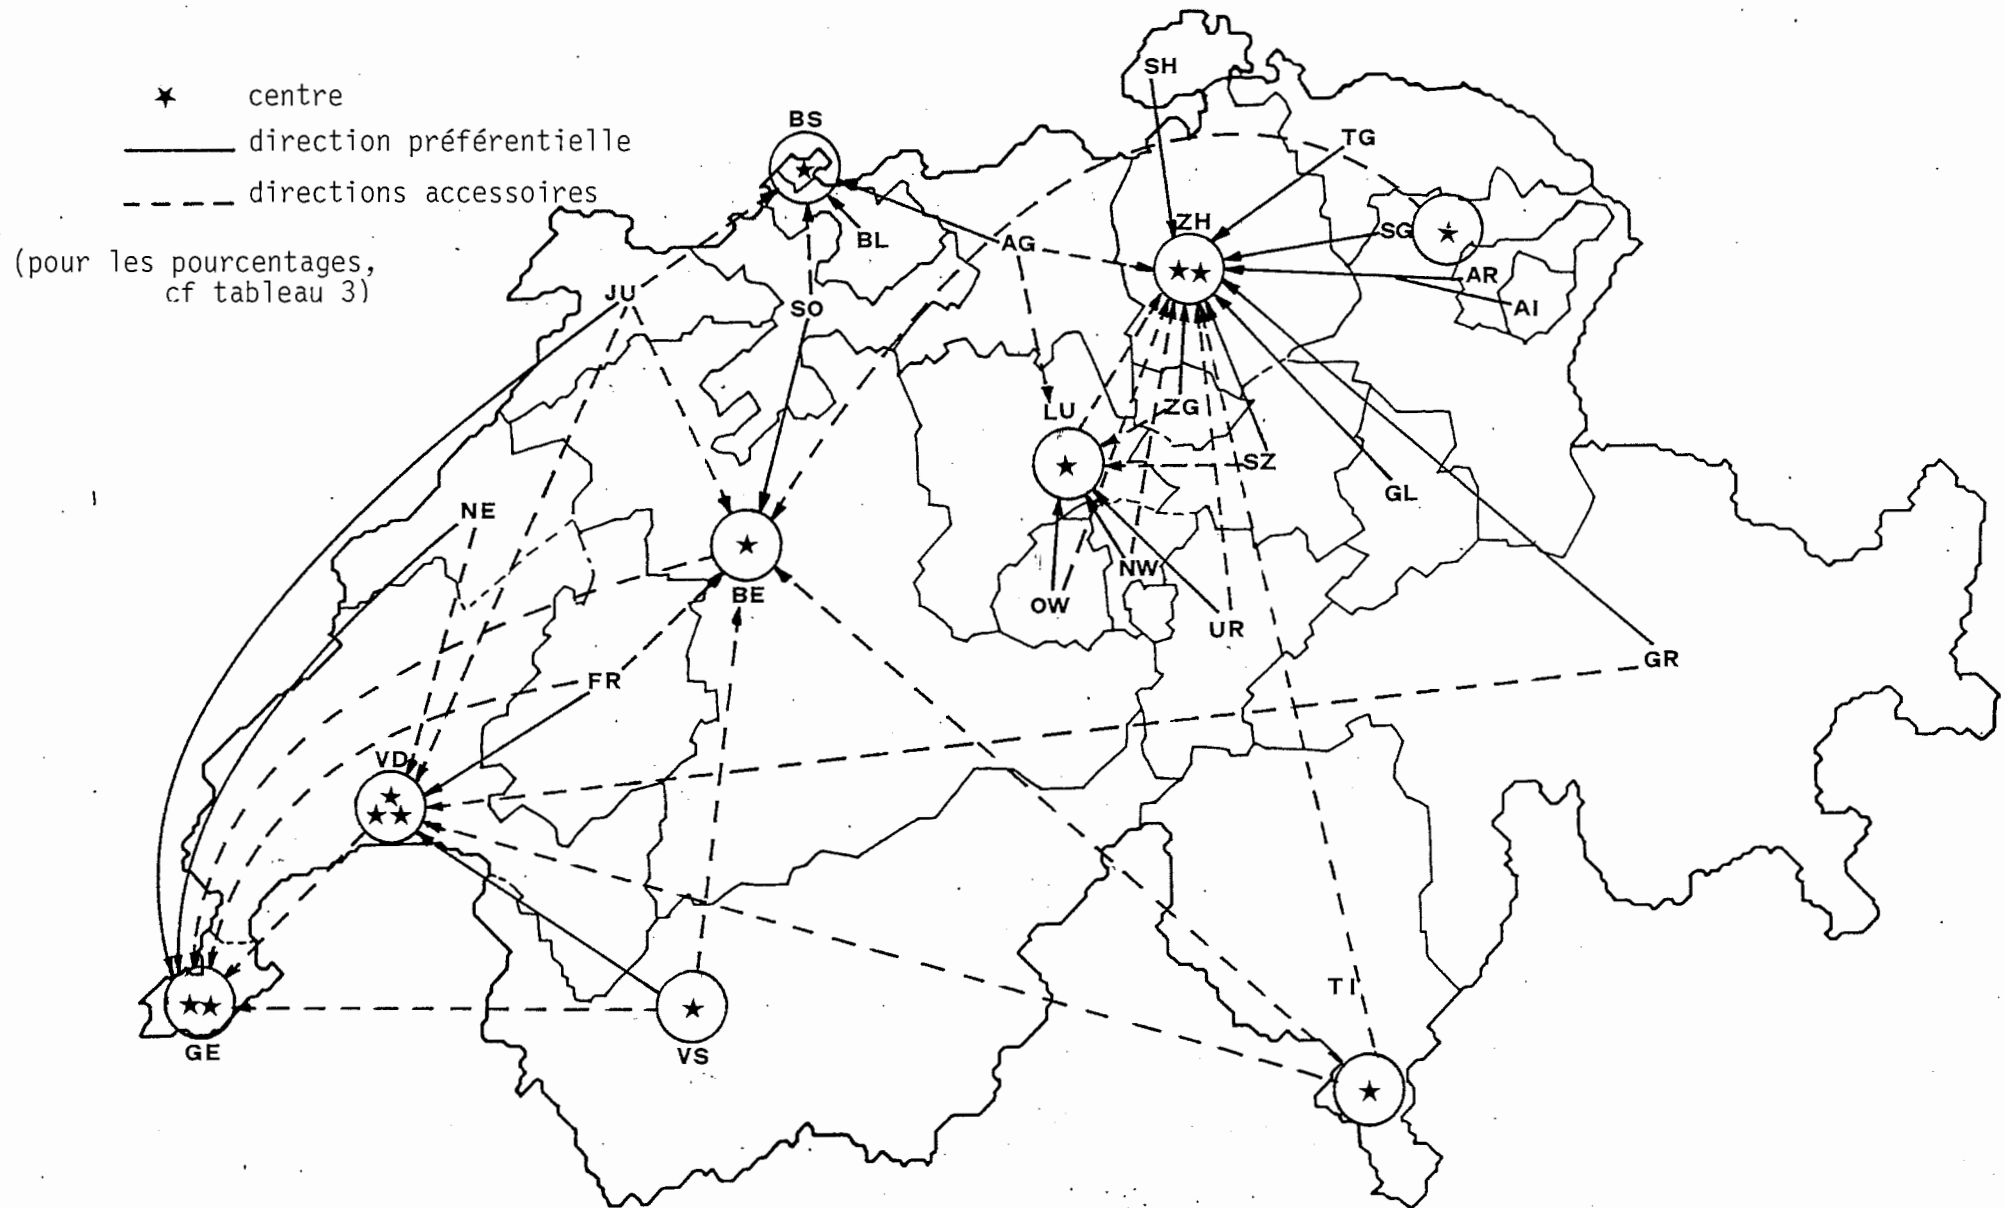 ★ centre
direction préférentielle
directions accessoires
(pour les pourcentages,
cf tableau 3)
SH
BS
TG
ZH
SG
BL
AG
AR
JU
SO
AI
LU
ZG
SZ
GL
NE
NW
BE
OW
UR
GR
FR
VD
TI
GE
VS